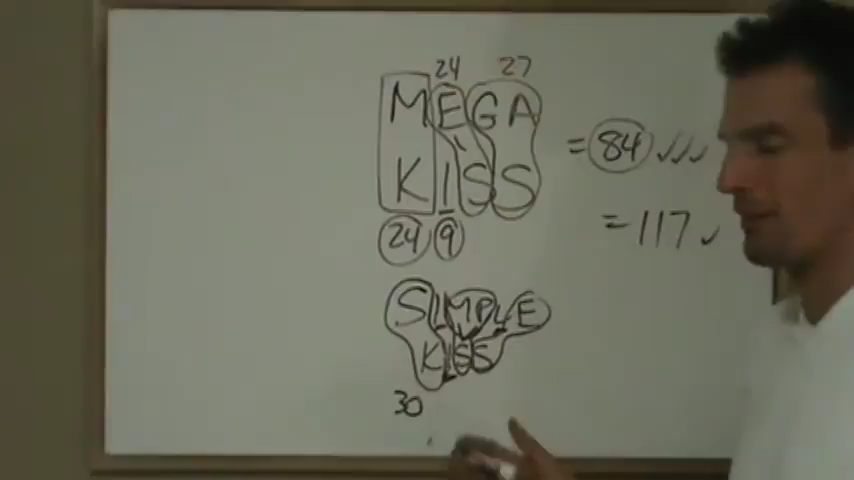 24 27
MEGA
= 84 ✓✓✓
KISS
= 117 ✓
24 9
SIMPLE
KISS
30